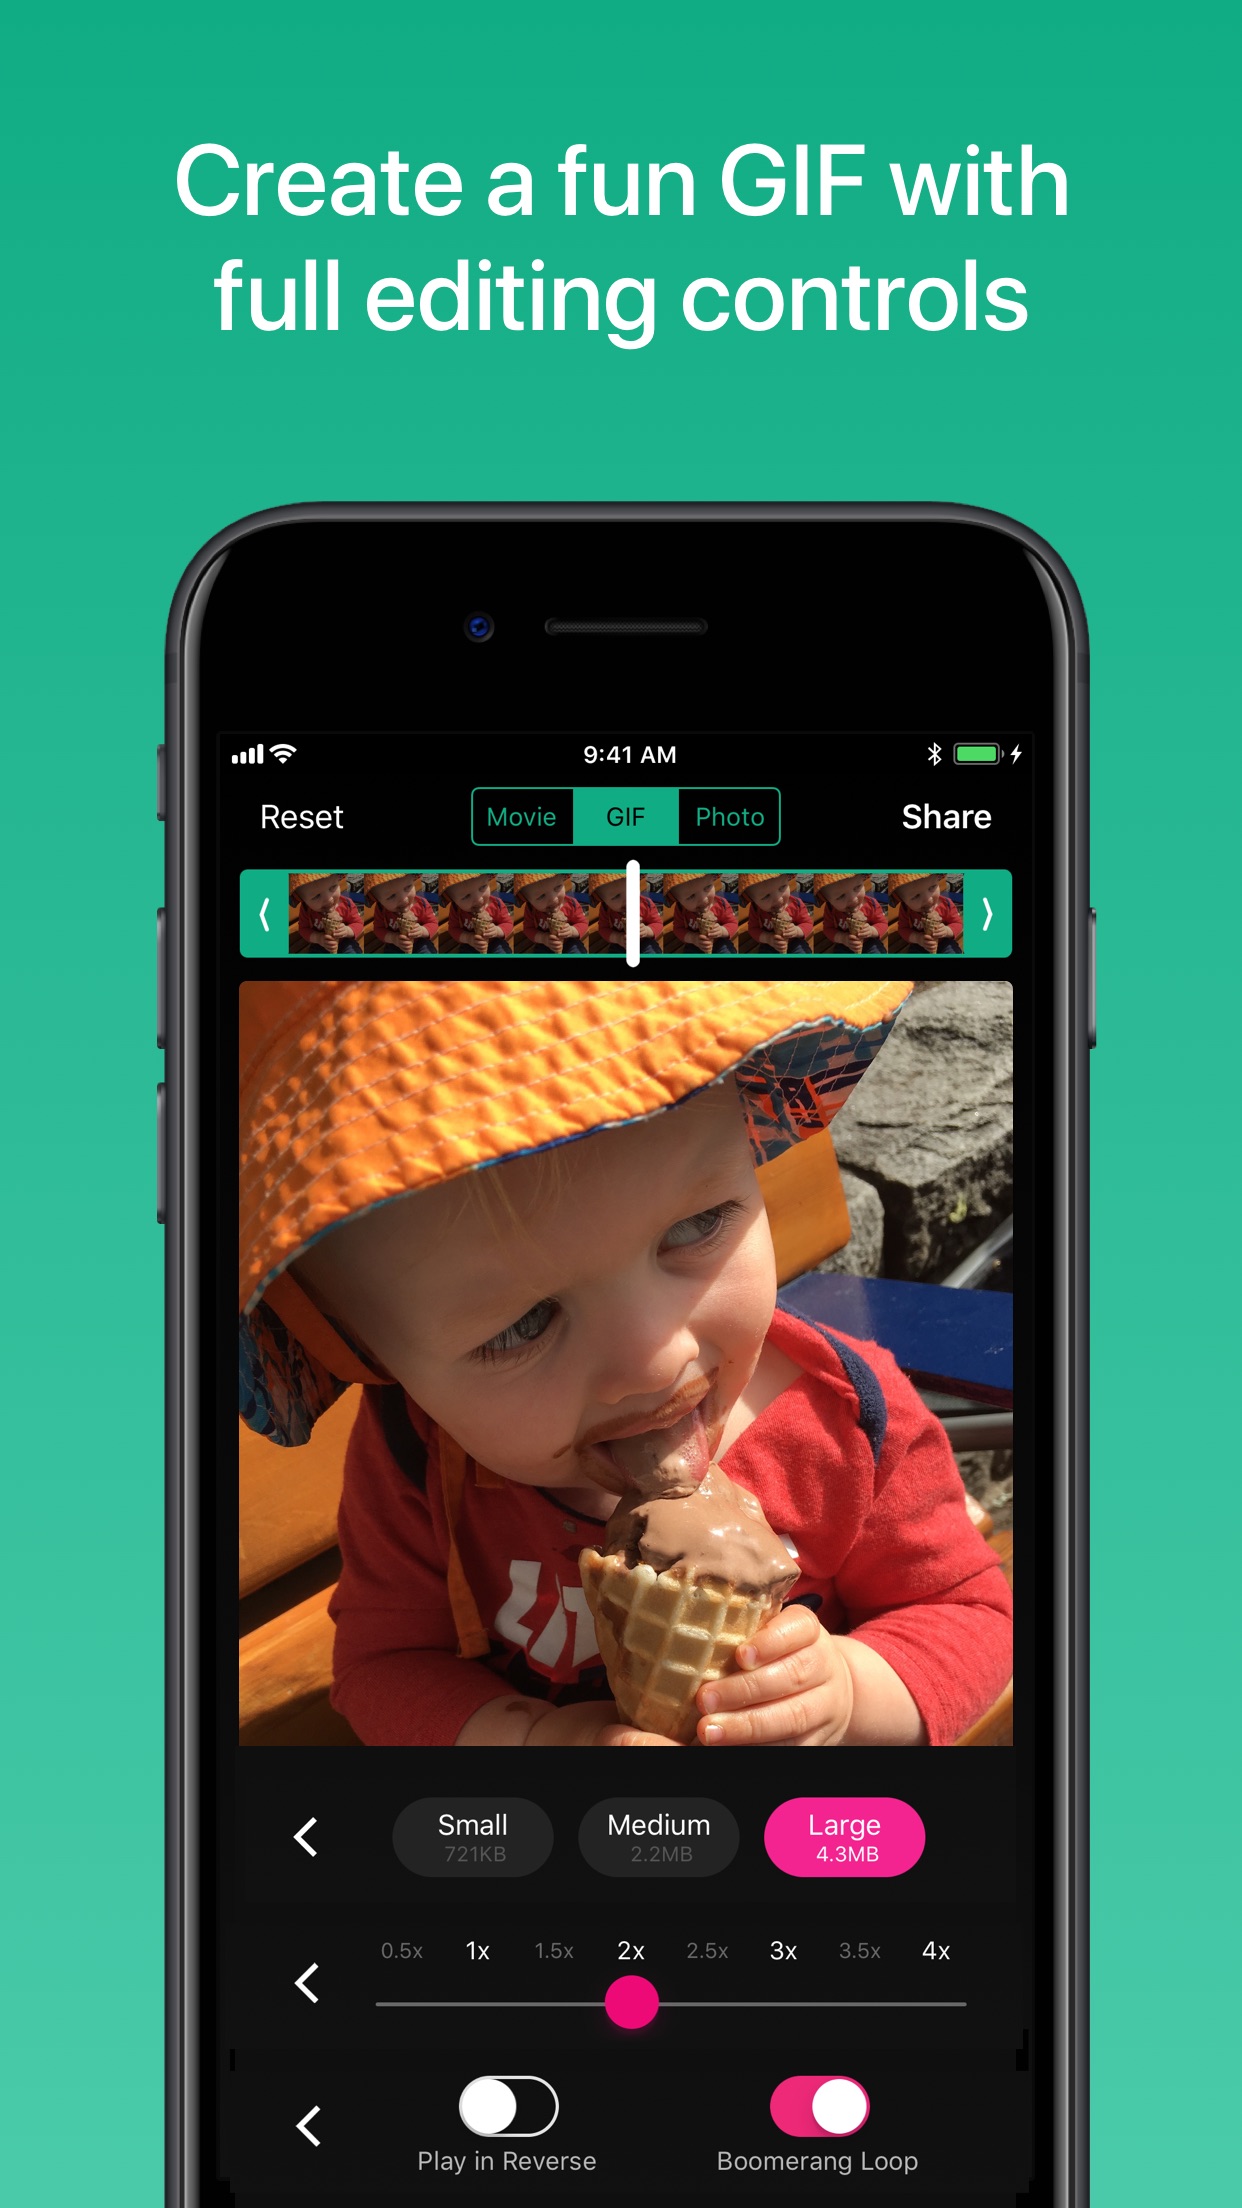 Create a fun GIF with
full editing controls
9:41 AM
Reset Movie GIF Photo Share
Small Medium Large
721KB 2.2MB 4.3MB
0.5x 1x 1.5x 2x 2.5x 3x 3.5x 4x
Play in Reverse Boomerang Loop